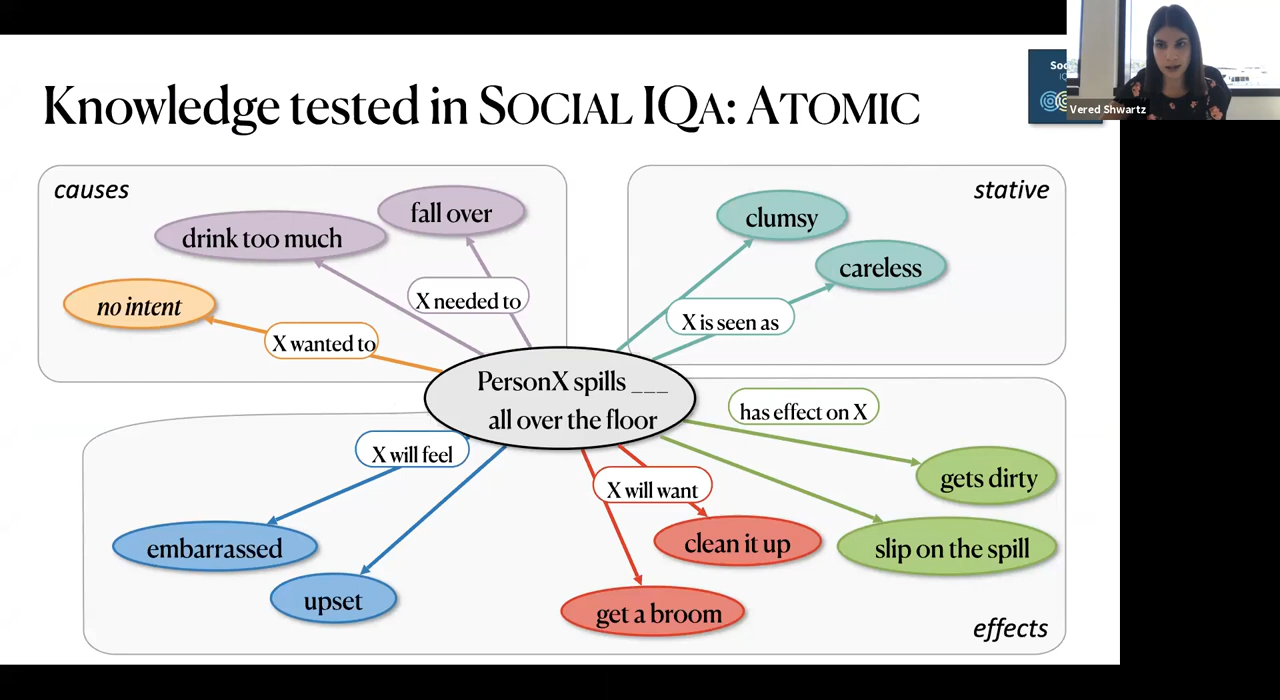 Knowledge tested in SOCIAL IQA: ATOMIC
Vered Shwartz
causes
drink too much
fall over
no intent
X needed to
X wanted to
stative
clumsy
careless
X is seen as
PersonX spills ___
all over the floor
X will feel
embarrassed
upset
X will want
clean it up
get a broom
has effect on X
gets dirty
slip on the spill
effects